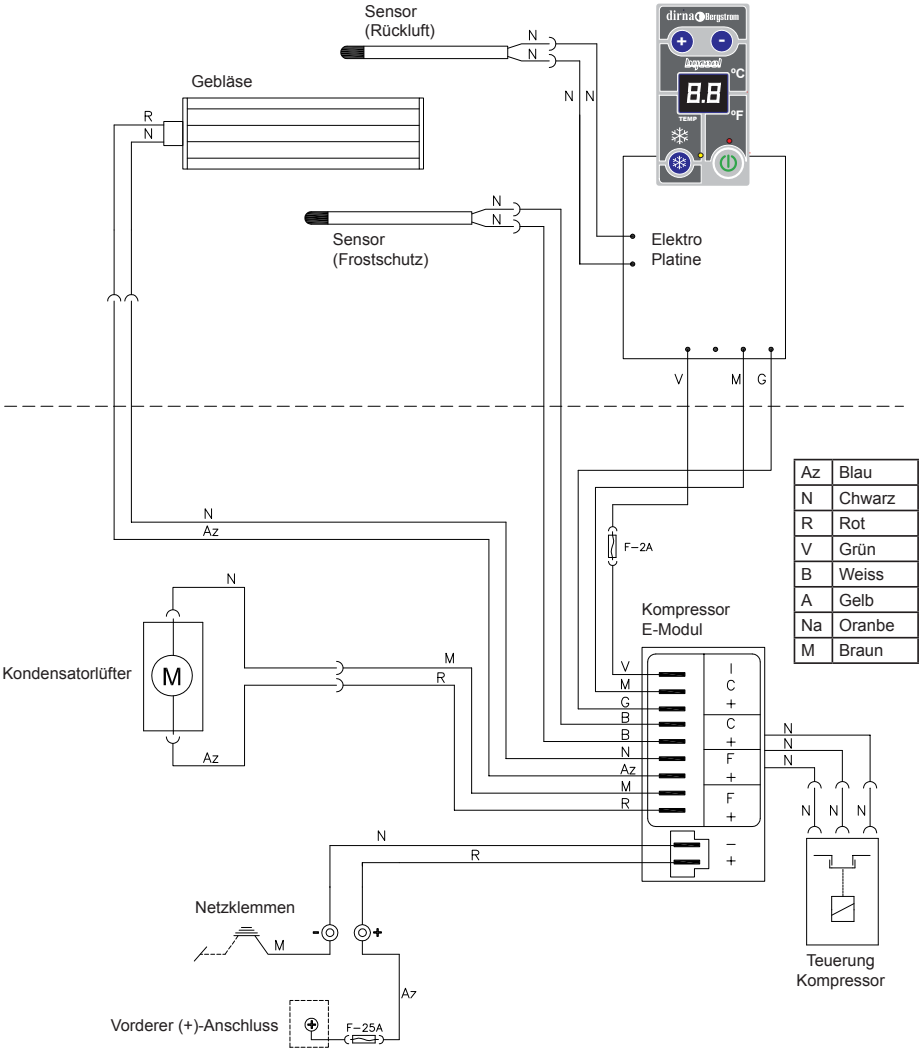 Sensor
(Rückluft)
dirna Bergstrom
N
N
+
-
bycool
°C
Gebläse
N
N
8.8
°F
R
N
TEMP
N
N
Sensor
(Frostschutz)
Elektro
Platine
V
M
G
Az
Blau
N
Chwarz
R
Rot
V
Grün
B
Weiss
A
Gelb
Na
Oranbe
M
Braun
N
Az
F-2A
N
Kompressor
E-Modul
Kondensatorlüfter
M
M
R
Az
V
M
G
B
B
N
Az
M
R
I
C
+
C
+
F
+
F
+
-
+
N
N
N
N
N
N
N
R
Netzklemmen
-
+
M
Teuerung
Kompressor
Az
Vorderer (+)-Anschluss
+
F-25A